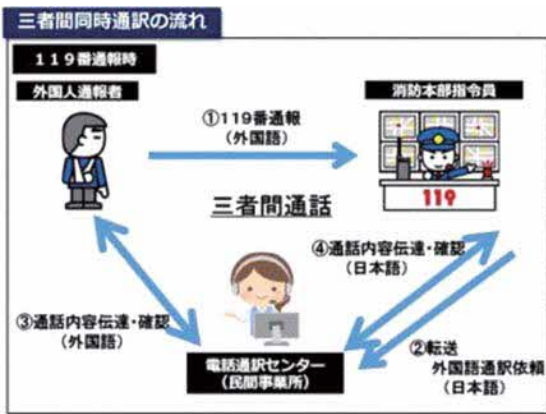 三者間同時通訳の流れ
119番通報時
外国人通報者
消防本部指令員
①119番通報
(外国語)
119
三者間通話
④通話内容伝達・確認
(日本語)
③通話内容伝達・確認
(外国語)
②転送
外国語通訳依頼
(日本語)
電話通訳センター
(民間事業所)